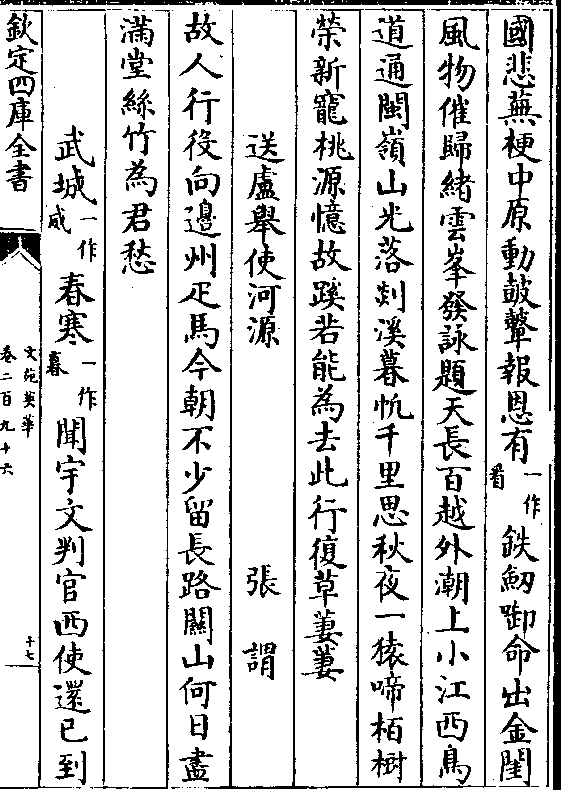 國悲蕪梗中原動鼓鼙報恩有一作看鉄劒卽命出金閨
風物催歸緒雲峯發詠題天長百越外潮上小江西鳥
道通閩嶺山光落剡溪暮帆千里思秋夜一猿啼栢樹
榮新寵桃源憶故蹊若能為去此行復草萋萋
送盧舉使河源 張謂
故人行役向邊州疋馬今朝不少留長路關山何日盡
滿堂絲竹為君愁
武城一作威春寒一作暮聞宇文判官西使還已到
欽定四庫全書
文苑英華
卷二百九十六
十七